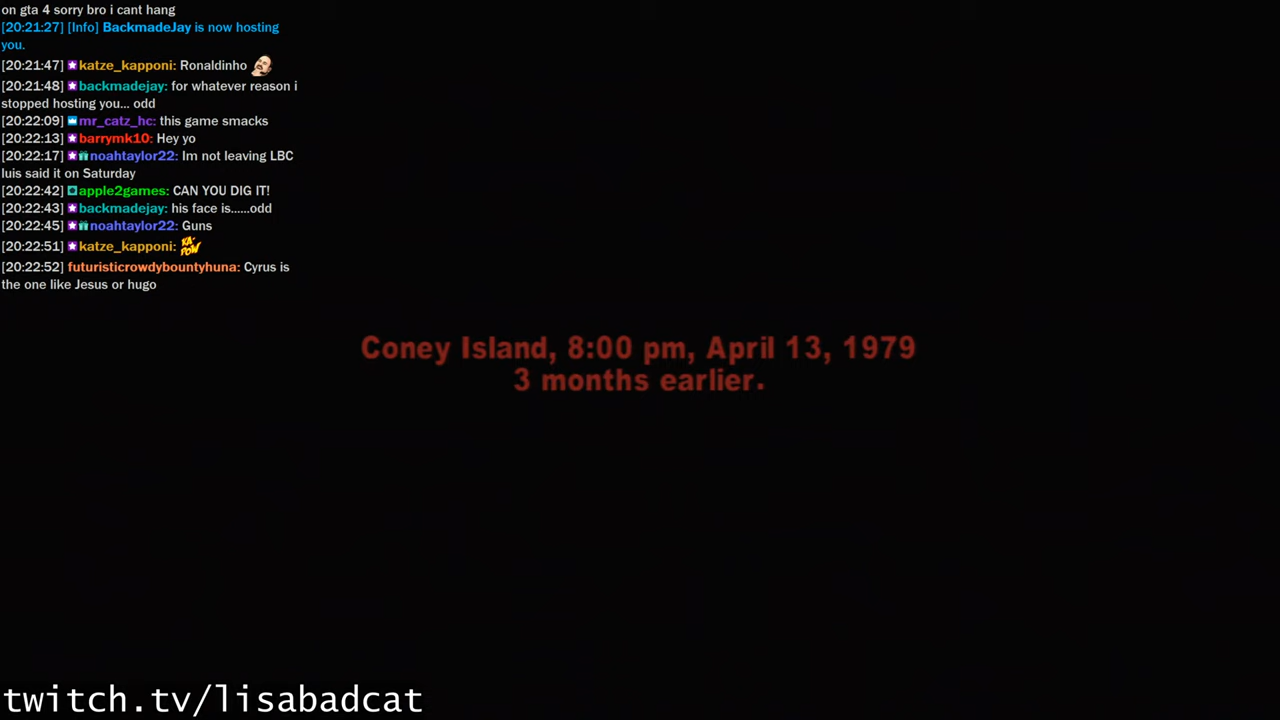 on gta 4 sorry bro i cant hang
[20:21:27] [Info] BackmadeJay is now hosting
you.
[20:21:47] katze_kapponi: Ronaldinho
[20:21:48] backmadejay: for whatever reason i
stopped hosting you... odd
[20:22:09] mr_catz_hc: this game smacks
[20:22:13] barrymk10: Hey yo
[20:22:17] noahtaylor22: Im not leaving LBC
luis said it on Saturday
[20:22:42] apple2games: CAN YOU DIG IT!
[20:22:43] backmadejay: his face is......odd
[20:22:45] noahtaylor22: Guns
[20:22:51] katze_kapponi: KA-POW
[20:22:52] futuristicrowdybountyhuna: Cyrus is
the one like Jesus or hugo
Coney Island, 8:00 pm, April 13, 1979
3 months earlier.
twitch.tv/lisabadcat